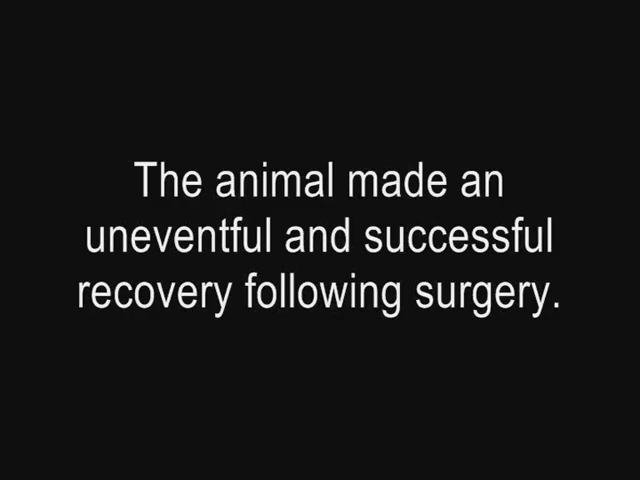 The animal made an
uneventful and successful
recovery following surgery.